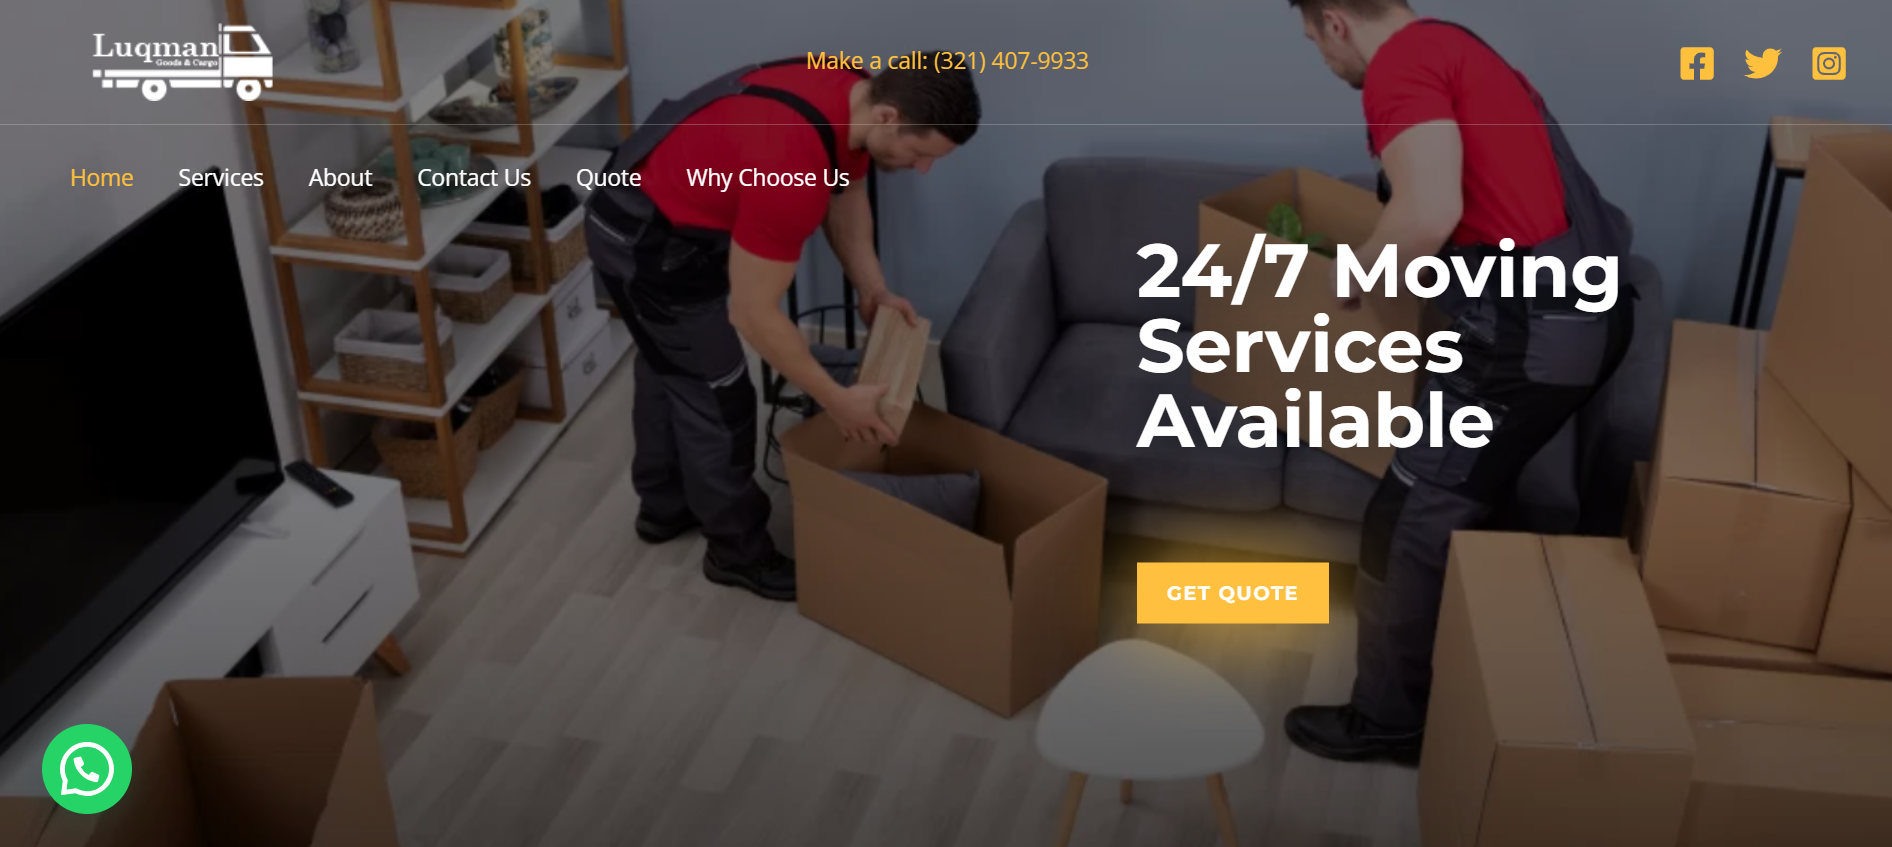 Luqman
Goods & Cargo
Make a call: (321) 407-9933
Home Services About Contact Us Quote Why Choose Us
24/7 Moving
Services
Available
GET QUOTE